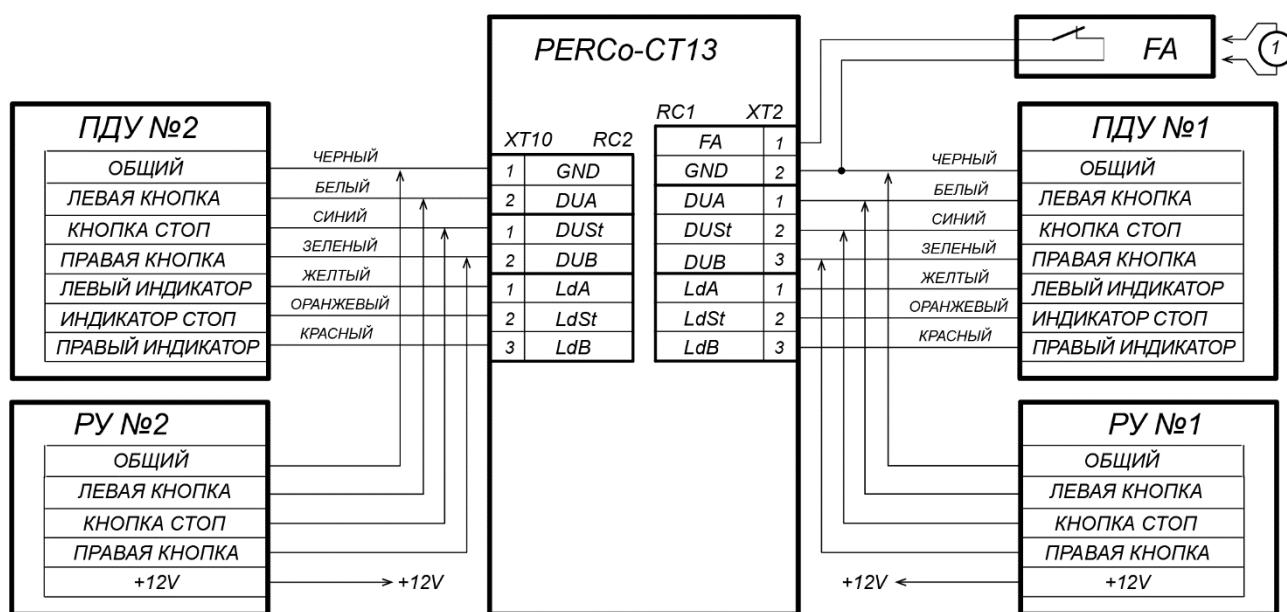 PERCo-CT13
FA
1
ПДУ №2
ОБЩИЙ
ЛЕВАЯ КНОПКА
КНОПКА СТОП
ПРАВАЯ КНОПКА
ЛЕВЫЙ ИНДИКАТОР
ИНДИКАТОР СТОП
ПРАВЫЙ ИНДИКАТОР
ЧЕРНЫЙ
БЕЛЫЙ
СИНИЙ
ЗЕЛЕНЫЙ
ЖЕЛТЫЙ
ОРАНЖЕВЫЙ
КРАСНЫЙ
XT10 RC2
1 GND
2 DUA
1 DUSt
2 DUB
1 LdA
2 LdSt
3 LdB
RC1 XT2
FA 1
GND 2
DUA 1
DUSt 2
DUB 3
LdA 1
LdSt 2
LdB 3
ЧЕРНЫЙ
БЕЛЫЙ
СИНИЙ
ЗЕЛЕНЫЙ
ЖЕЛТЫЙ
ОРАНЖЕВЫЙ
КРАСНЫЙ
ПДУ №1
ОБЩИЙ
ЛЕВАЯ КНОПКА
КНОПКА СТОП
ПРАВАЯ КНОПКА
ЛЕВЫЙ ИНДИКАТОР
ИНДИКАТОР СТОП
ПРАВЫЙ ИНДИКАТОР
РУ №2
ОБЩИЙ
ЛЕВАЯ КНОПКА
КНОПКА СТОП
ПРАВАЯ КНОПКА
+12V
+12V
РУ №1
ОБЩИЙ
ЛЕВАЯ КНОПКА
КНОПКА СТОП
ПРАВАЯ КНОПКА
+12V
+12V